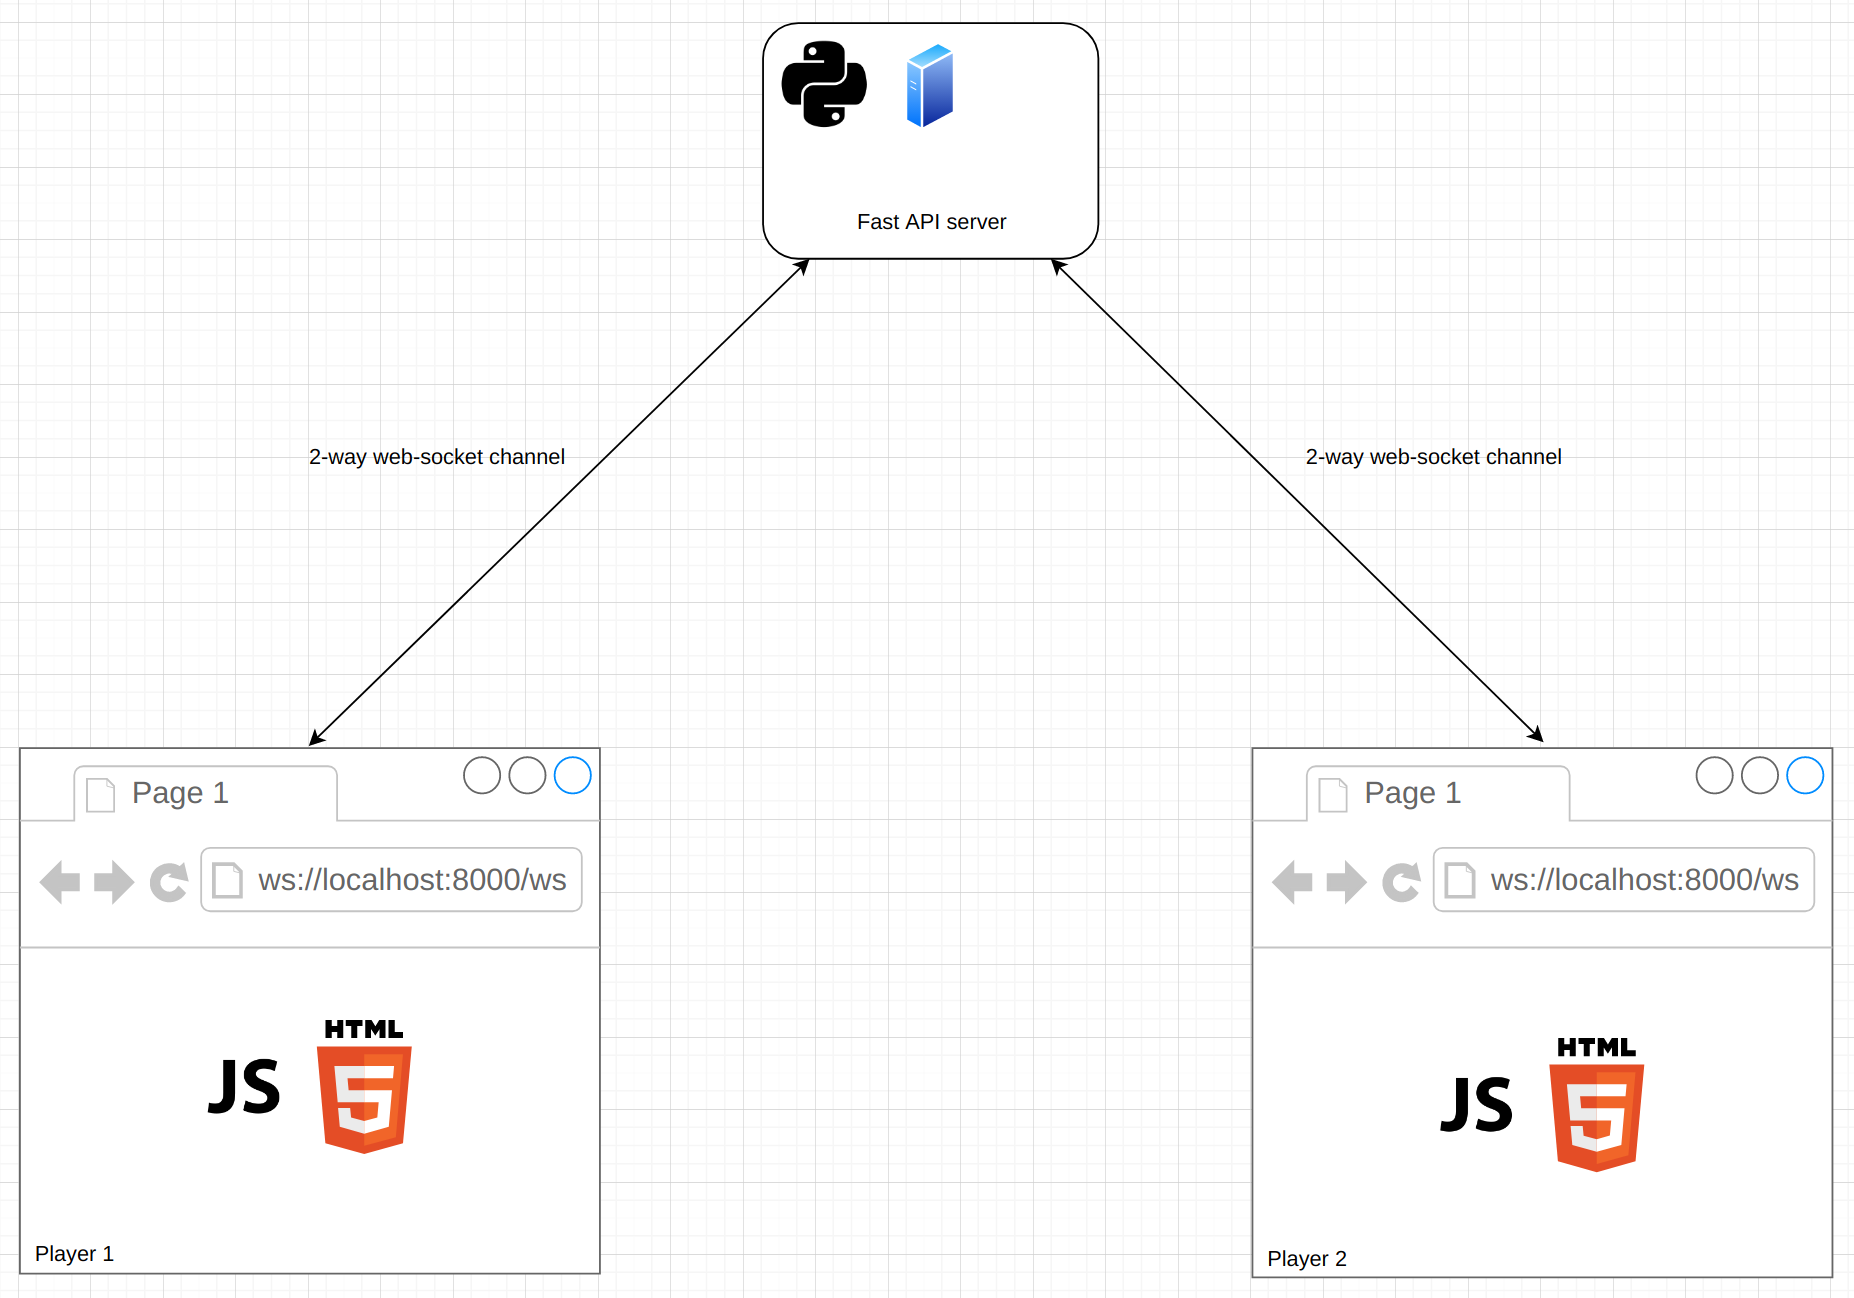 Fast API server
2-way web-socket channel
2-way web-socket channel
Page 1
ws://localhost:8000/ws
HTML
JS
5
Player 1
Page 1
ws://localhost:8000/ws
HTML
JS
5
Player 2